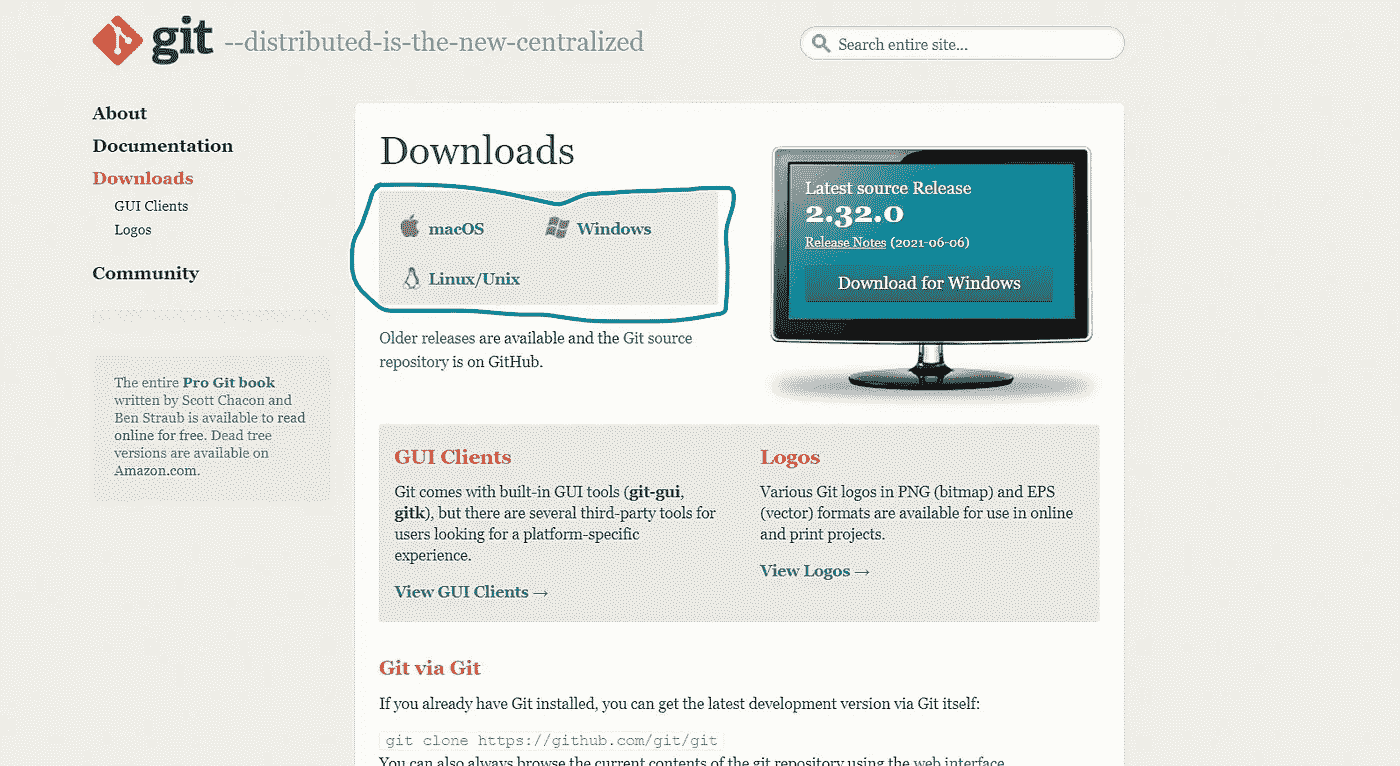 git --distributed-is-the-new-centralized
Search entire site...
About
Documentation
Downloads
GUI Clients
Logos
Community
The entire Pro Git book
written by Scott Chacon and
Ben Straub is available to read
online for free. Dead tree
versions are available on
Amazon.com.
Downloads
macOS
Windows
Linux/Unix
Older releases are available and the Git source
repository is on GitHub.
Latest source Release
2.32.0
Release Notes (2021-06-06)
Download for Windows
GUI Clients
Git comes with built-in GUI tools (git-gui,
gitk), but there are several third-party tools for
users looking for a platform-specific
experience.
View GUI Clients →
Logos
Various Git logos in PNG (bitmap) and EPS
(vector) formats are available for use in online
and print projects.
View Logos →
Git via Git
If you already have Git installed, you can get the latest development version via Git itself:
git clone https://github.com/git/git
You can also always browse the current contents of the git repository using the web interface